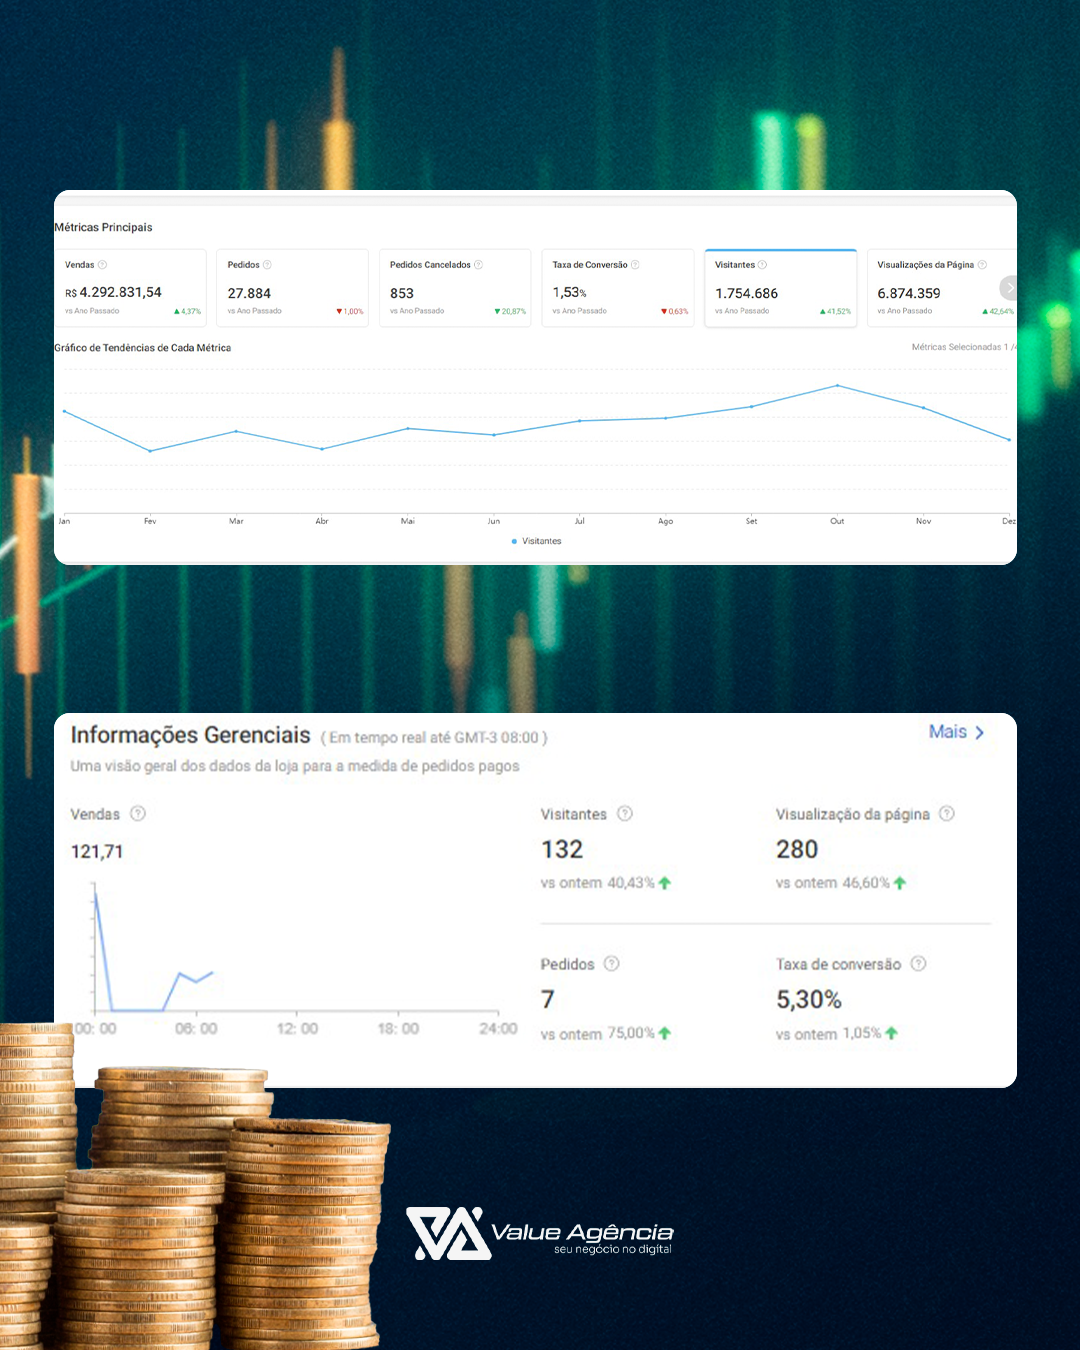 Métricas Principais
Vendas Pedidos Pedidos Cancelados Taxa de Conversão Visitantes Visualizações da Página
R$ 4.292.831,54 27.884 853 1,53% 1.754.686 6.874.359
vs Ano Passado ▲4,37% vs Ano Passado ▼1,00% vs Ano Passado ▼20,87% vs Ano Passado ▼0,63% vs Ano Passado ▲41,52% vs Ano Passado ▲42,64%
Gráfico de Tendências de Cada Métrica Métricas Selecionadas 1 /4
Jan Fev Mar Abr Mai Jun Jul Ago Set Out Nov Dez
Visitantes
Informações Gerenciais ( Em tempo real até GMT-3 08:00 ) Mais
Uma visão geral dos dados da loja para a medida de pedidos pagos
Vendas Visitantes Visualização da página
121,71 132 280
vs ontem 40,43% vs ontem 46,60%
Pedidos Taxa de conversão
7 5,30%
00: 00 06: 00 12: 00 18: 00 24:00 vs ontem 75,00% vs ontem 1,05%
Value Agência
seu negócio no digital